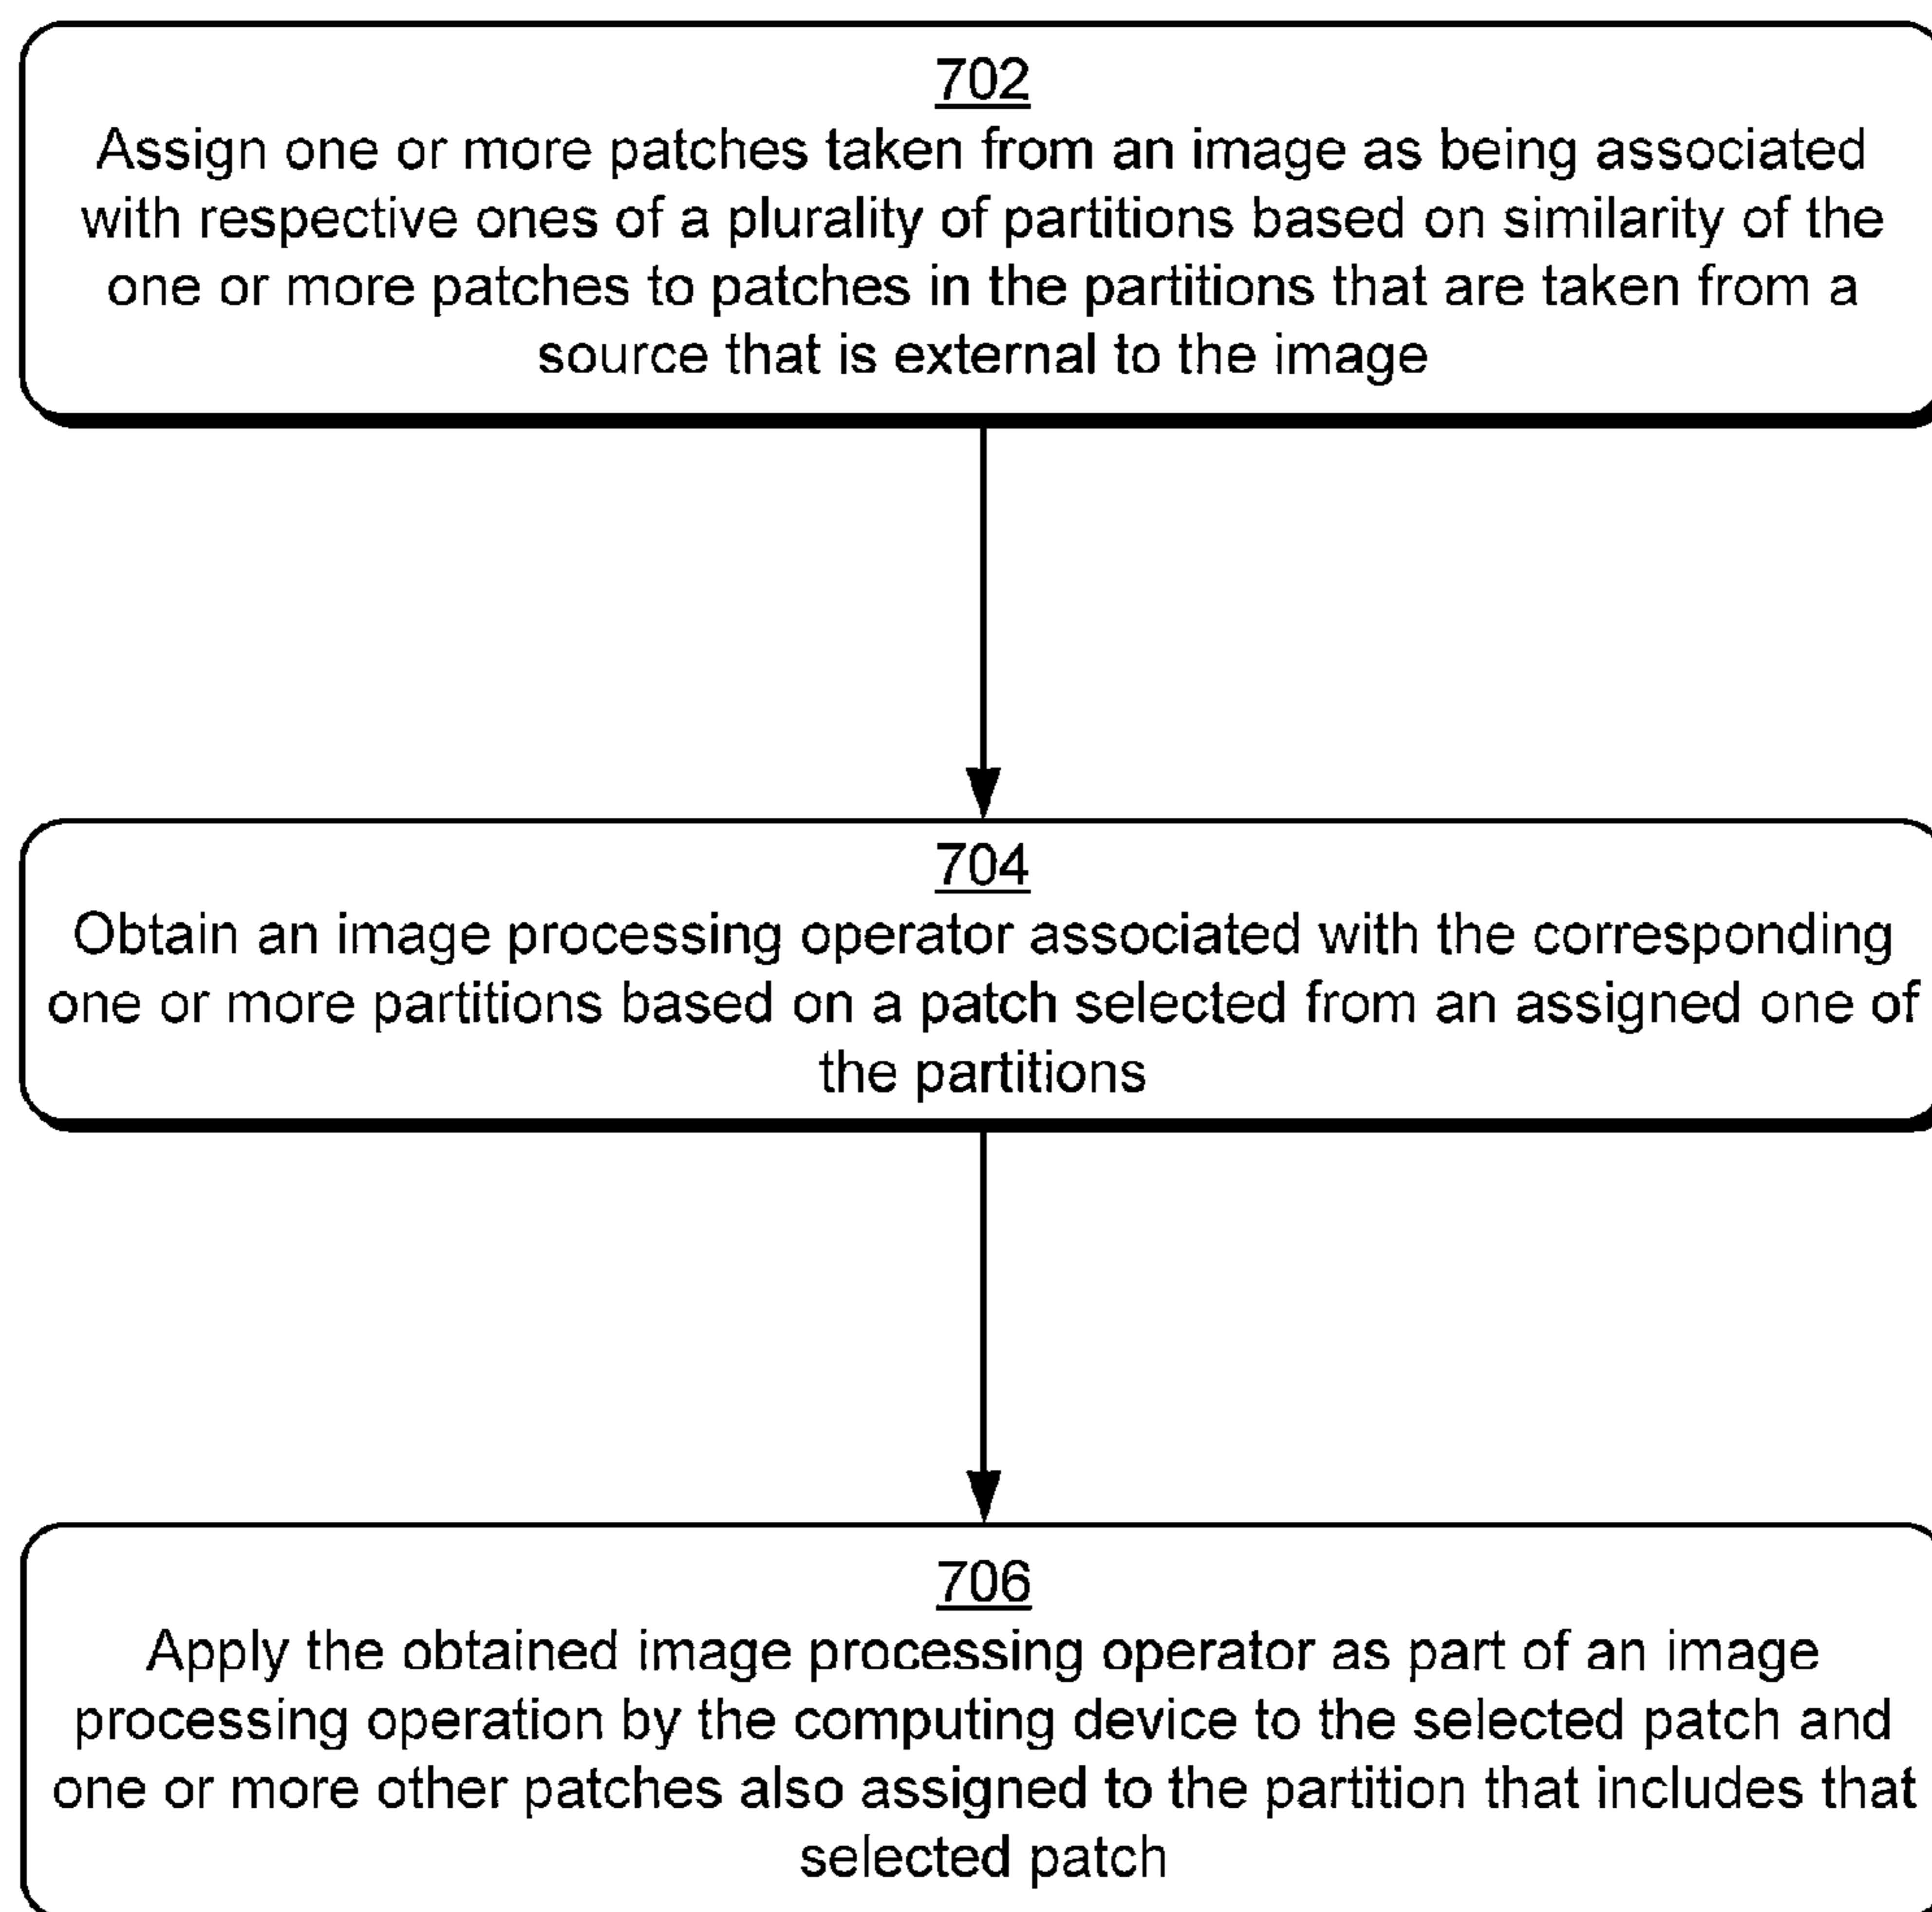 702
Assign one or more patches taken from an image as being associated
with respective ones of a plurality of partitions based on similarity of the
one or more patches to patches in the partitions that are taken from a
source that is external to the image
704
Obtain an image processing operator associated with the corresponding
one or more partitions based on a patch selected from an assigned one of
the partitions
706
Apply the obtained image processing operator as part of an image
processing operation by the computing device to the selected patch and
one or more other patches also assigned to the partition that includes that
selected patch